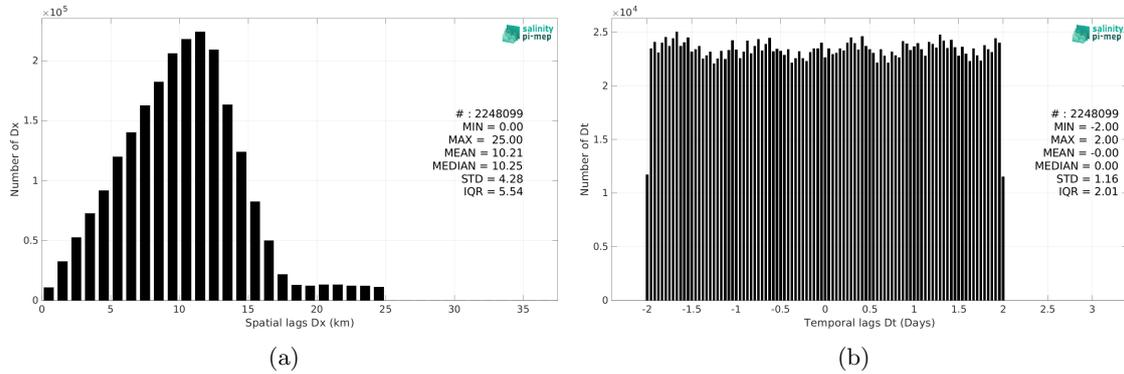 ×10⁵
2
1.5
1
0.5
0
Number of Dx
0 5 10 15 20 25 30 35
Spatial lags Dx (km)
salinity
pi-mep
# : 2248099
MIN = 0.00
MAX = 25.00
MEAN = 10.21
MEDIAN = 10.25
STD = 4.28
IQR = 5.54
(a)
×10⁴
2.5
2
1.5
1
0.5
0
Number of Dt
-2 -1.5 -1 -0.5 0 0.5 1 1.5 2 2.5 3
Temporal lags Dt (Days)
salinity
pi-mep
# : 2248099
MIN = -2.00
MAX = 2.00
MEAN = -0.00
MEDIAN = 0.00
STD = 1.16
IQR = 2.01
(b)